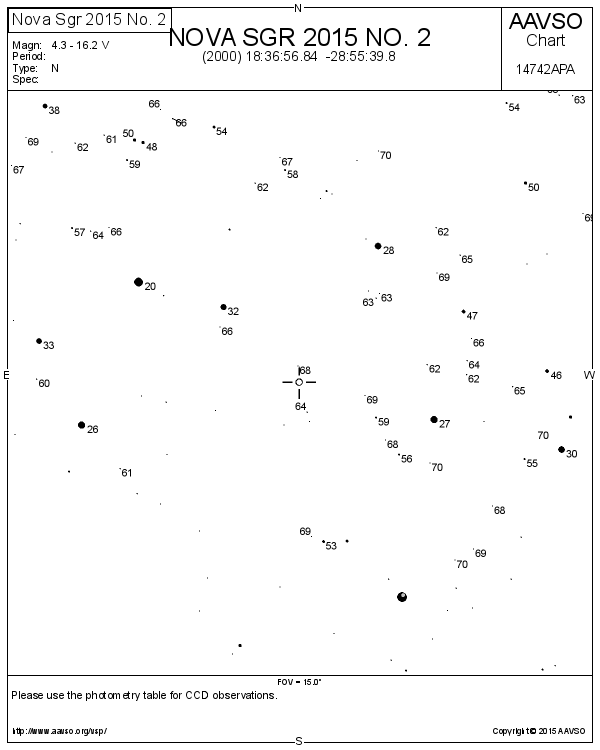 N
Nova Sgr 2015 No. 2
NOVA SGR 2015 NO. 2
(2000) 18:36:56.84 -28:55:39.8
Magn: 4.3 - 16.2 V
Period:
Type: N
Spec:
AAVSO
Chart
14742APA
63
38 66 54
66 54
69 62 61 50 48
70
67 59 67 58
62 50
69
57 64 66 62
28
65
69
20
63 63
32 47
66
33 66
68 62 64
E 60 62 46 W
65
64 69
59 27
26 70
68
56 30
61 70 55
68
69 53
69
70
FOV = 15.0°
Please use the photometry table for CCD observations.
http://www.aavso.org/vsp/
Copyright © 2015 AAVSO
S